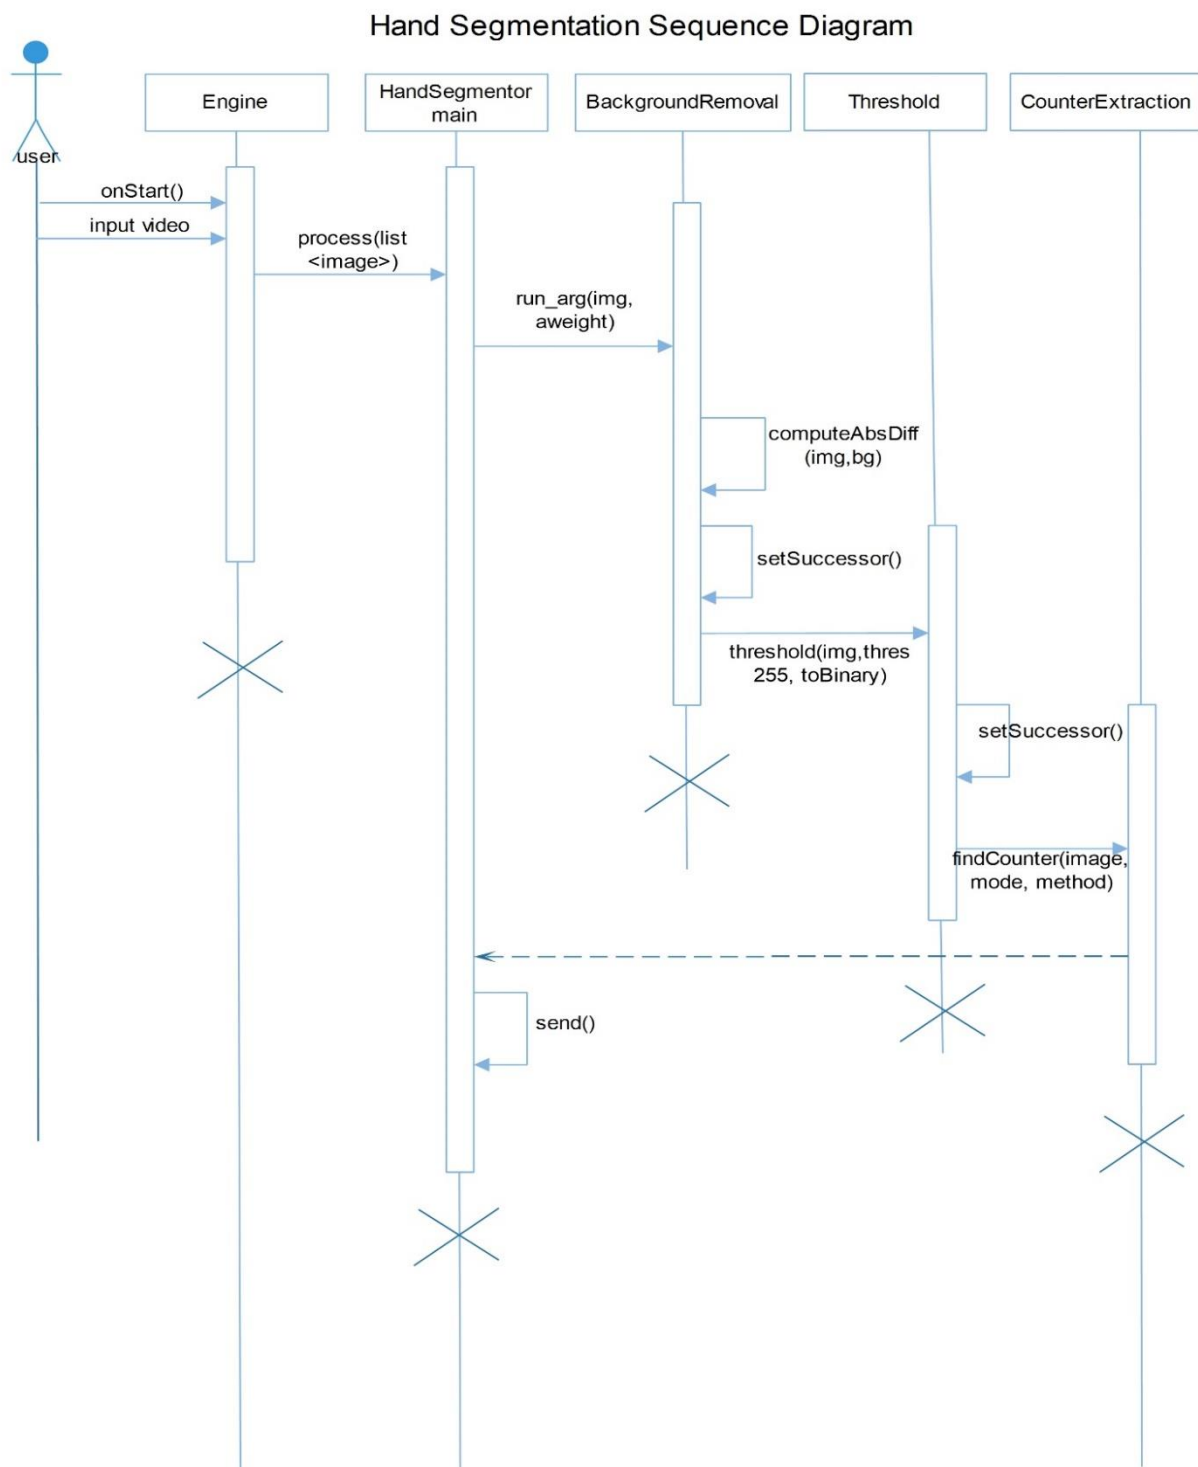 Hand Segmentation Sequence Diagram
user
Engine
HandSegmentor
main
BackgroundRemoval
Threshold
CounterExtraction
onStart()
input video
process(list
<image>)
run_arg(img,
aweight)
computeAbsDiff
(img,bg)
setSuccessor()
threshold(img,thres
255, toBinary)
setSuccessor()
findCounter(image,
mode, method)
send()